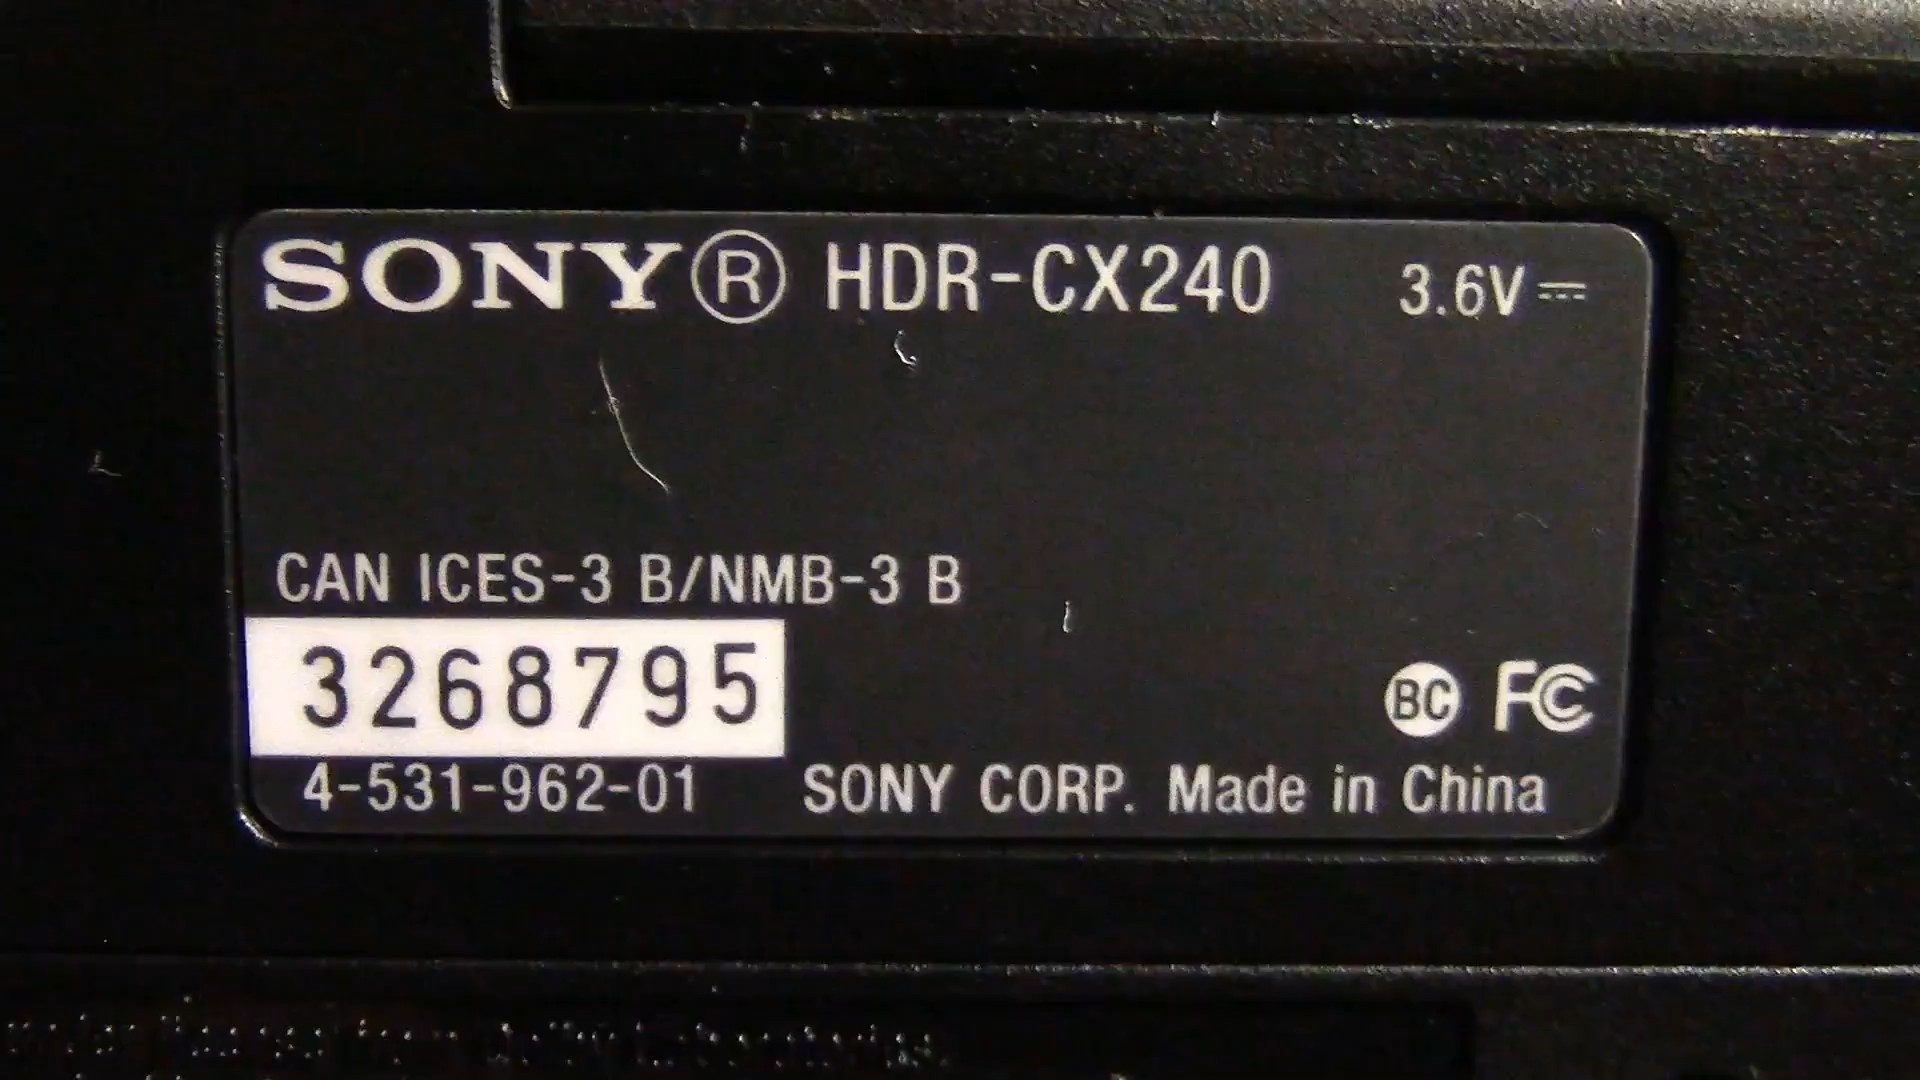 SONY® HDR-CX240 3.6V⎓
CAN ICES-3 B/NMB-3 B
3268795
BC FC
4-531-962-01 SONY CORP. Made in China